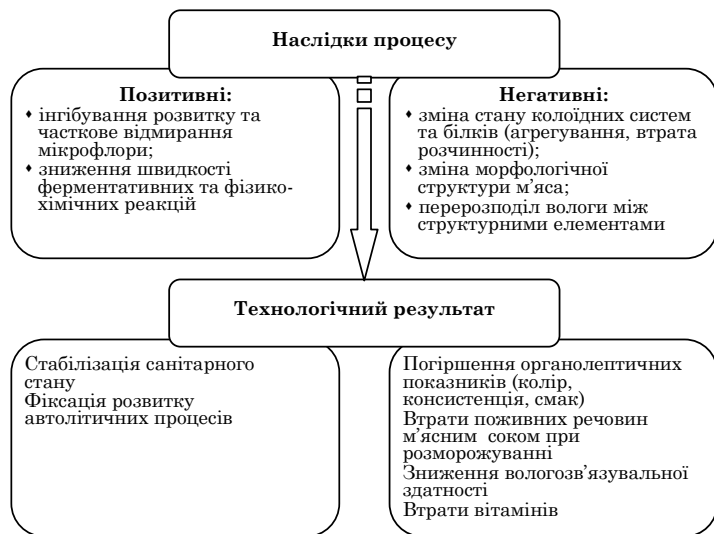 Наслідки процесу
Позитивні:
♦ інгібування розвитку та
часткове відмирання
мікрофлори;
♦ зниження швидкості
ферментативних та фізико-
хімічних реакцій
Негативні:
♦ зміна стану колоїдних систем
та білків (агрегування, втрата
розчинності);
♦ зміна морфологічної
структури м’яса;
♦ перерозподіл вологи між
структурними елементами
Технологічний результат
Стабілізація санітарного
стану
Фіксація розвитку
автолітичних процесів
Погіршення органолептичних
показників (колір,
консистенція, смак)
Втрати поживних речовин
м’ясним соком при
розморожуванні
Зниження вологозв’язувальної
здатності
Втрати вітамінів